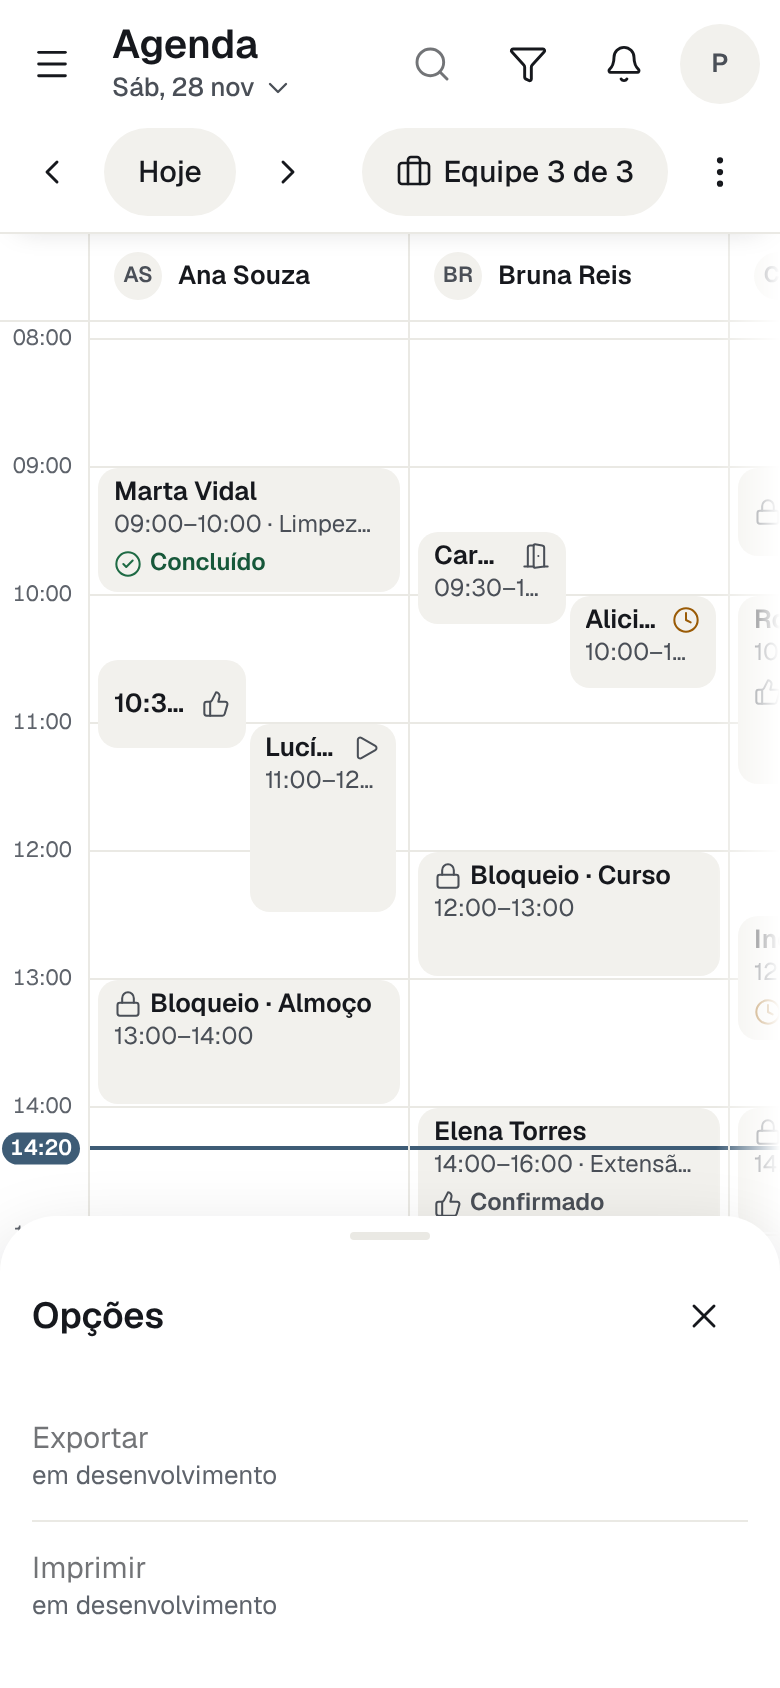 Agenda
Sáb, 28 nov
P
Hoje
Equipe 3 de 3
AS Ana Souza
BR Bruna Reis
08:00
09:00
Marta Vidal
09:00–10:00 · Limpez...
Concluído
Car...
09:30–1...
10:00
Alici...
10:00–1...
10:3...
11:00
Lucí...
11:00–12...
12:00
Bloqueio · Curso
12:00–13:00
In
12
13:00
Bloqueio · Almoço
13:00–14:00
14:00
Elena Torres
14:20
14:00–16:00 · Extensã...
14
Confirmado
Opções
Exportar
em desenvolvimento
Imprimir
em desenvolvimento